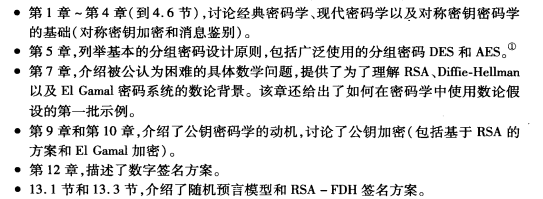 ● 第 1 章 ~ 第 4 章(到 4.6 节),讨论经典密码学、现代密码学以及对称密钥密码学
的基础(对称密钥加密和消息鉴别)。
● 第 5 章,列举基本的分组密码设计原则,包括广泛使用的分组密码 DES 和 AES。①
● 第 7 章,介绍被公认为困难的具体数学问题,提供了为了理解 RSA、Diffie-Hellman
以及 El Gamal 密码系统的数论背景。该章还给出了如何在密码学中使用数论假
设的第一批示例。
● 第 9 章和第 10 章,介绍了公钥密码学的动机,讨论了公钥加密(包括基于 RSA 的
方案和 El Gamal 加密)。
● 第 12 章,描述了数字签名方案。
● 13.1 节和 13.3 节,介绍了随机预言模型和 RSA - FDH 签名方案。